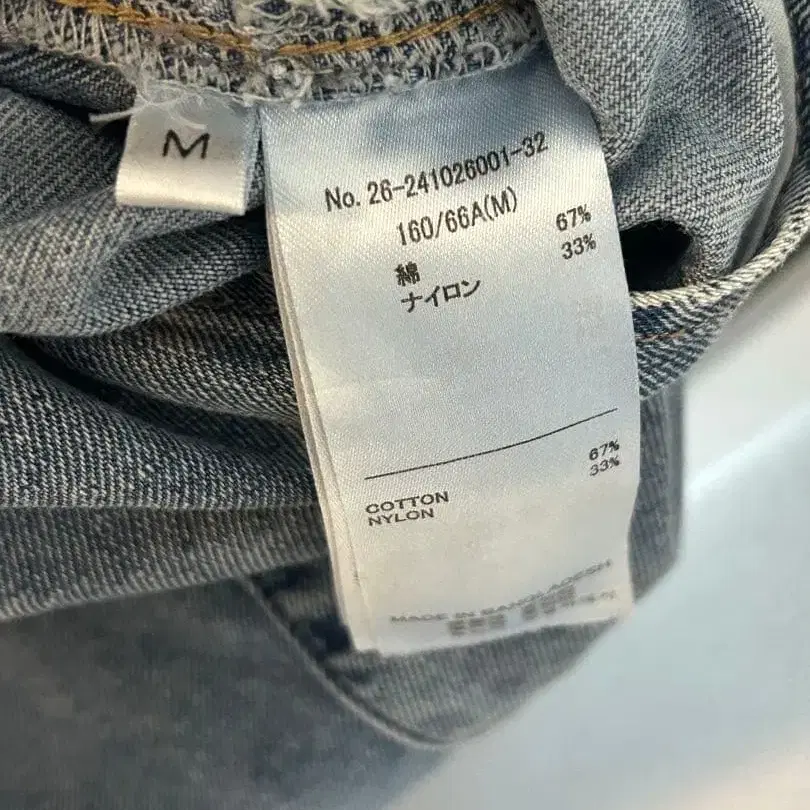 M
No. 26-241026001-32
160/66A(M)
綿 67%
ナイロン 33%
COTTON 67%
NYLON 33%
MADE IN BANGLADESH